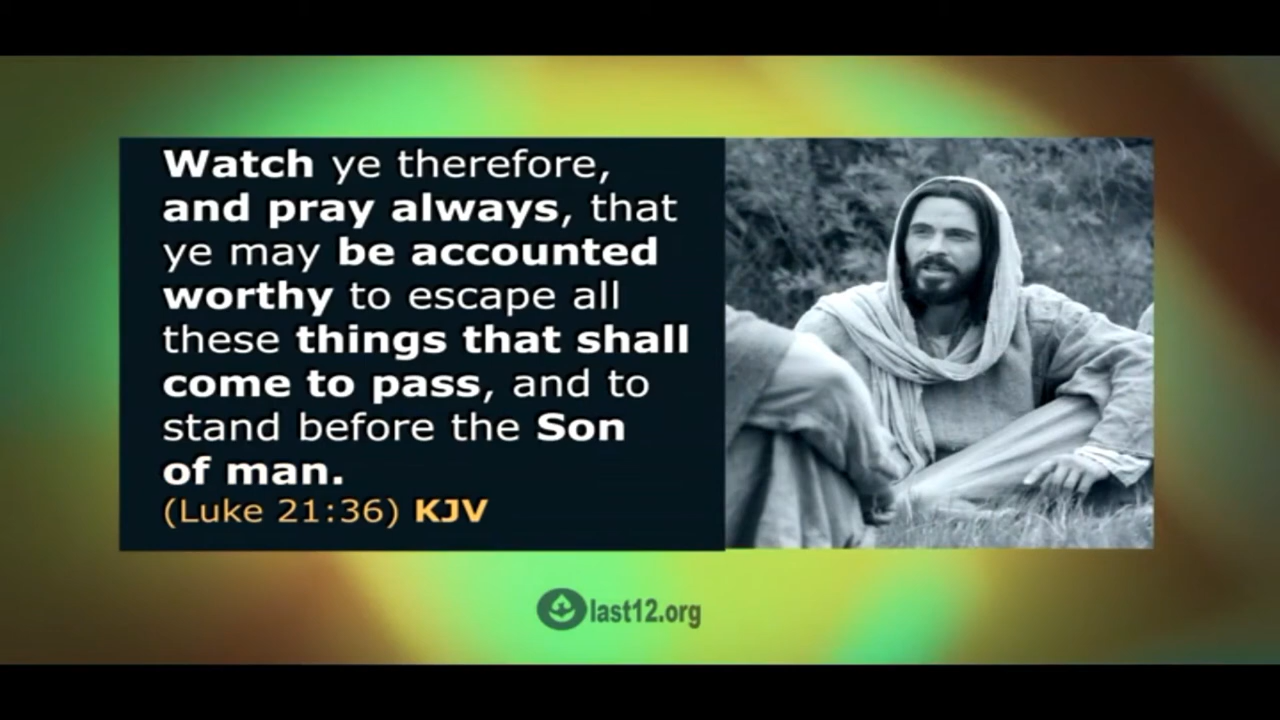 Watch ye therefore,
and pray always, that
ye may be accounted
worthy to escape all
these things that shall
come to pass, and to
stand before the Son
of man.
(Luke 21:36) KJV
last12.org